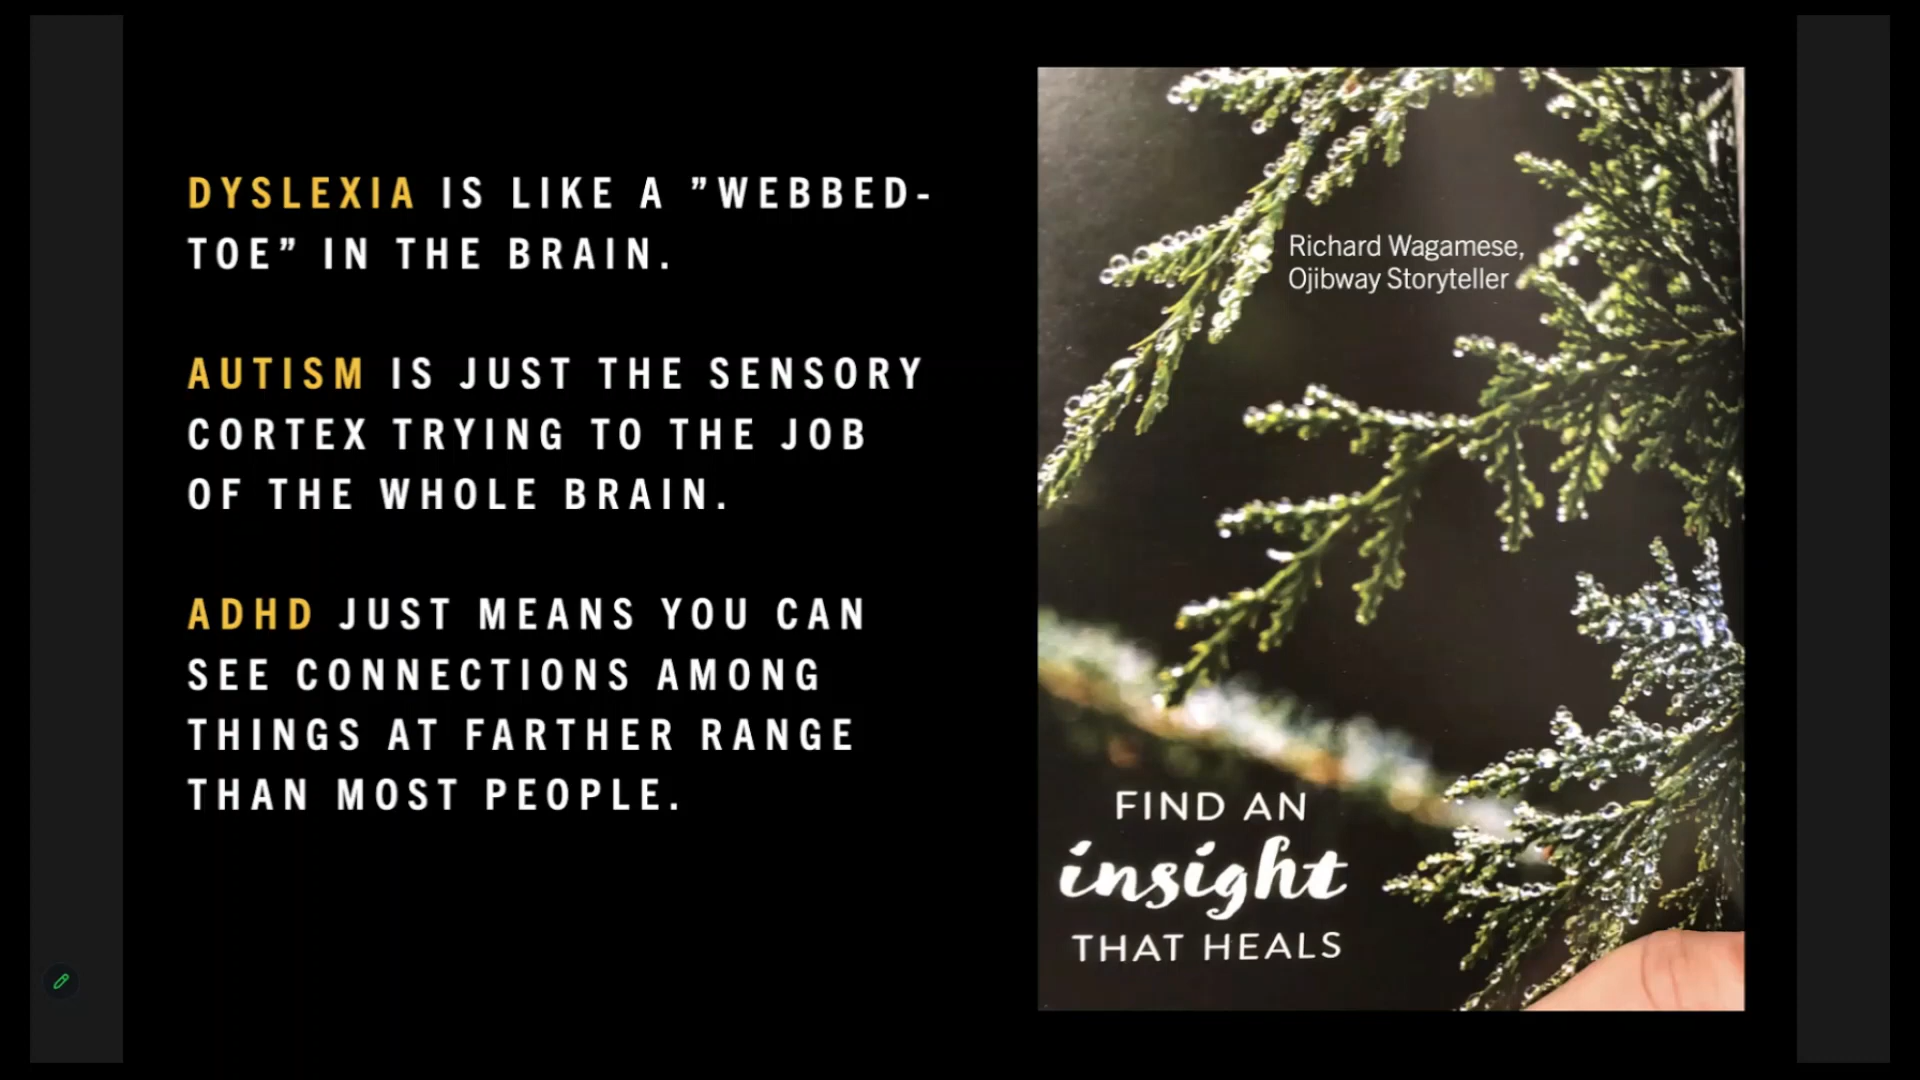 DYSLEXIA IS LIKE A ”WEBBED-
TOE” IN THE BRAIN.
AUTISM IS JUST THE SENSORY
CORTEX TRYING TO THE JOB
OF THE WHOLE BRAIN.
ADHD JUST MEANS YOU CAN
SEE CONNECTIONS AMONG
THINGS AT FARTHER RANGE
THAN MOST PEOPLE.
Richard Wagamese,
Ojibway Storyteller
FIND AN
insight
THAT HEALS